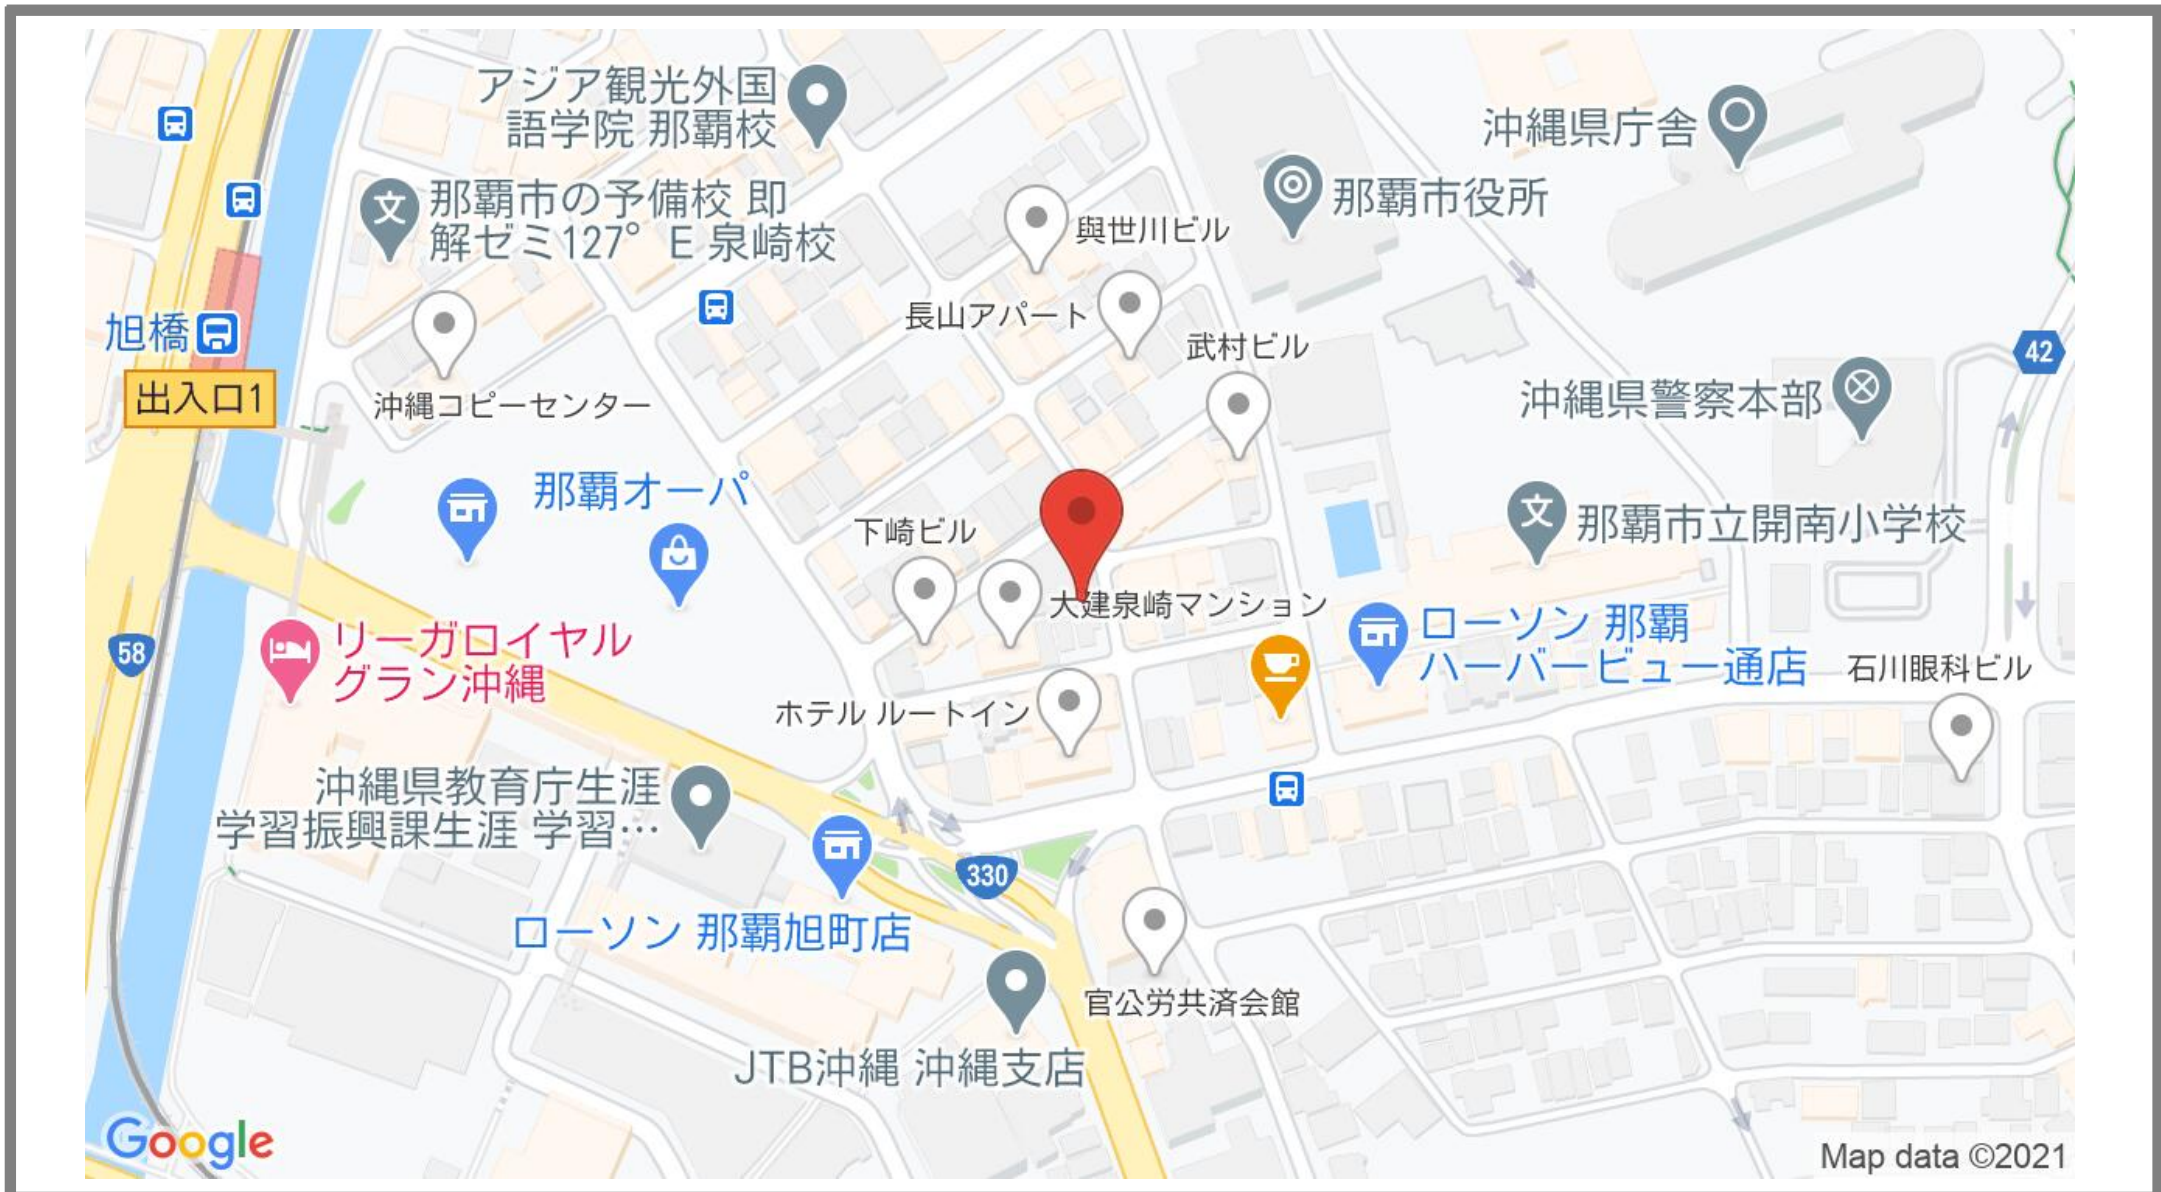 アジア観光外国
語学院 那覇校
沖縄県庁舎
那覇市の予備校 即
解ゼミ127° E 泉崎校
文
那覇市役所
與世川ビル
長山アパート
旭橋
武村ビル
42
出入口1
沖縄コピーセンター
沖縄県警察本部
那覇オーパ
文
那覇市立開南小学校
下崎ビル
大建泉崎マンション
58
リーガロイヤル
グラン沖縄
ローソン 那覇
ハーバービュー通店
石川眼科ビル
ホテル ルートイン
沖縄県教育庁生涯
学習振興課生涯 学習…
330
ローソン 那覇旭町店
官公労共済会館
JTB沖縄 沖縄支店
Google
Map data ©2021